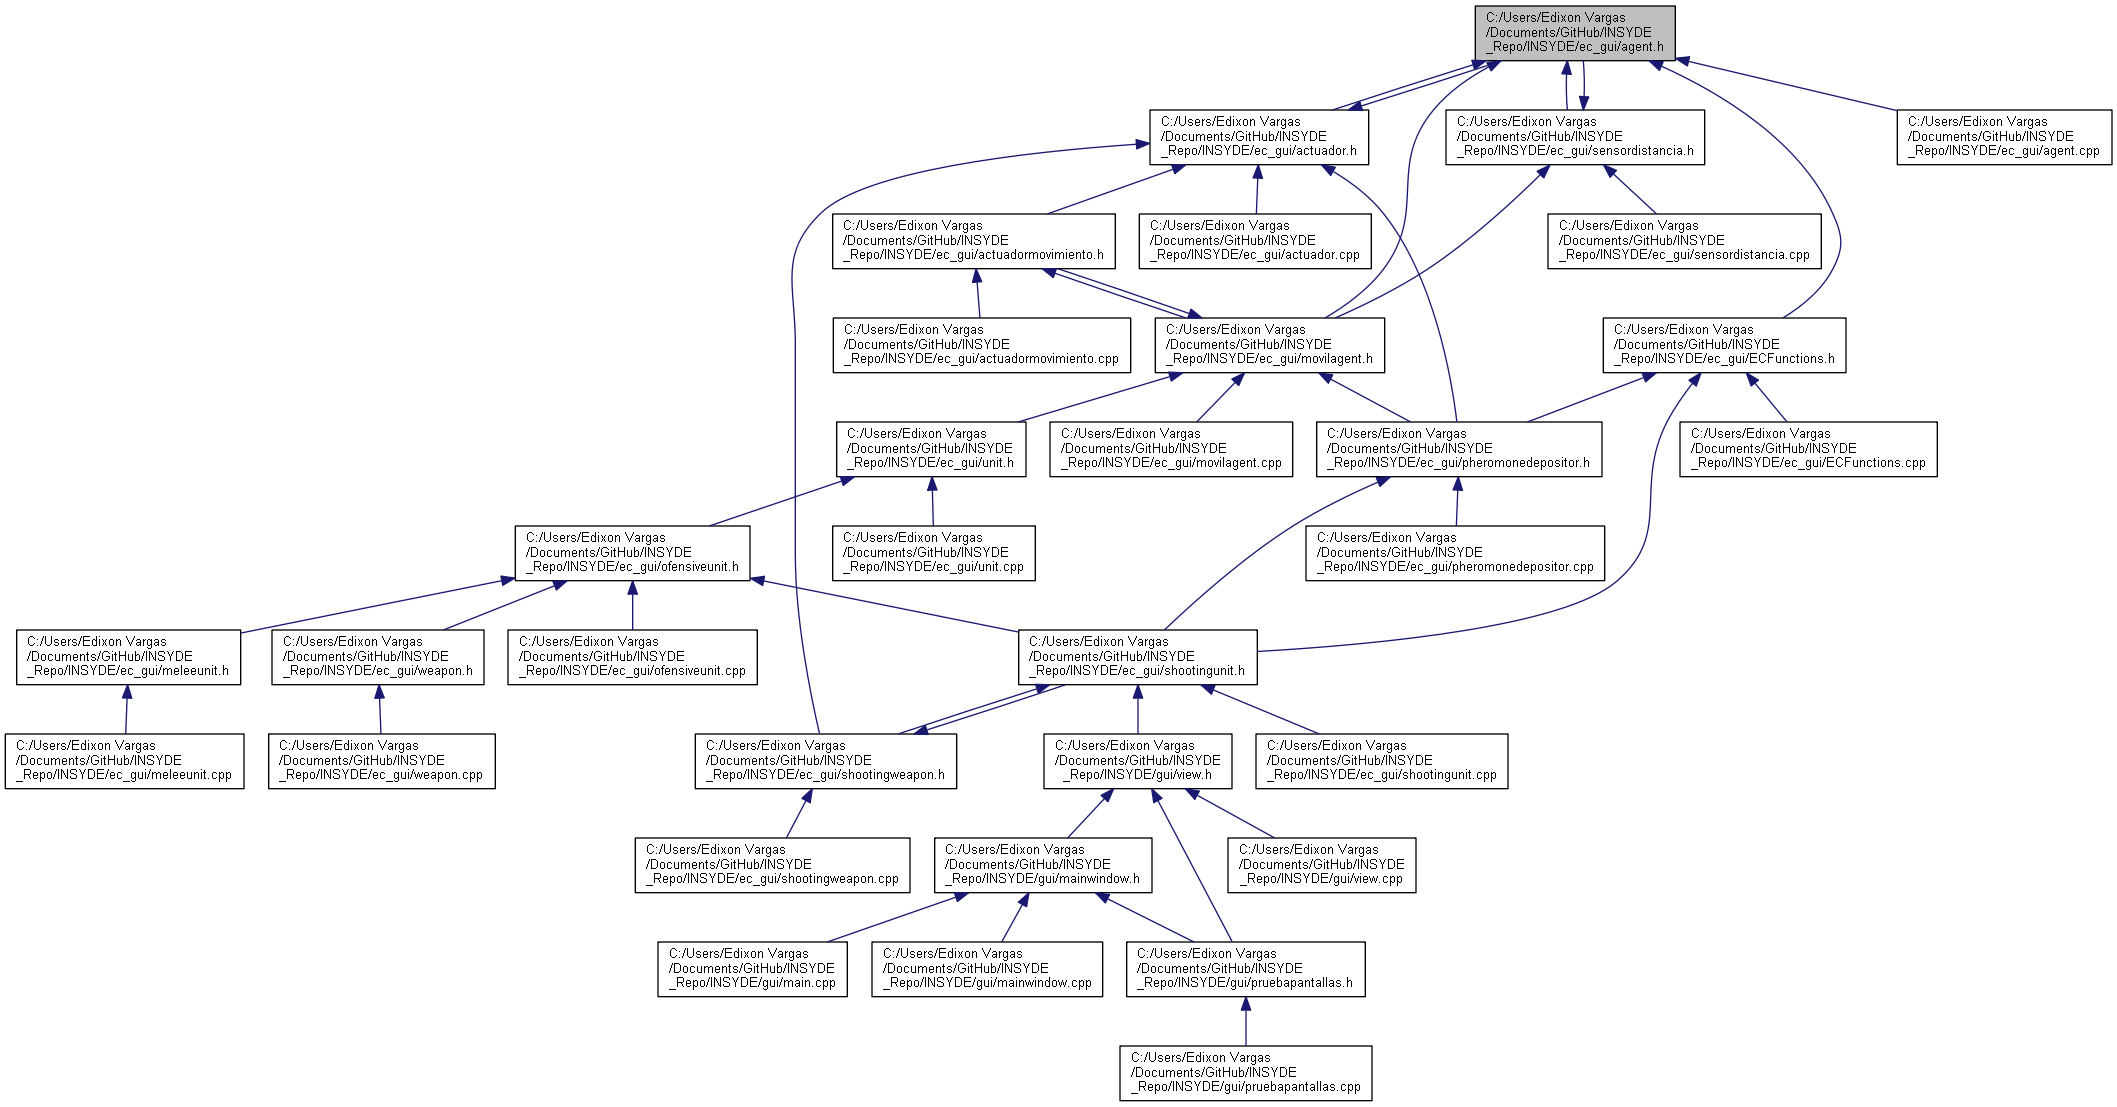 C:/Users/Edixon Vargas
/Documents/GitHub/INSYDE
_Repo/INSYDE/ec_gui/agent.h
C:/Users/Edixon Vargas
/Documents/GitHub/INSYDE
_Repo/INSYDE/ec_gui/actuador.h
C:/Users/Edixon Vargas
/Documents/GitHub/INSYDE
_Repo/INSYDE/ec_gui/sensordistancia.h
C:/Users/Edixon Vargas
/Documents/GitHub/INSYDE
_Repo/INSYDE/ec_gui/agent.cpp
C:/Users/Edixon Vargas
/Documents/GitHub/INSYDE
_Repo/INSYDE/ec_gui/actuadormovimiento.h
C:/Users/Edixon Vargas
/Documents/GitHub/INSYDE
_Repo/INSYDE/ec_gui/actuador.cpp
C:/Users/Edixon Vargas
/Documents/GitHub/INSYDE
_Repo/INSYDE/ec_gui/sensordistancia.cpp
C:/Users/Edixon Vargas
/Documents/GitHub/INSYDE
_Repo/INSYDE/ec_gui/actuadormovimiento.cpp
C:/Users/Edixon Vargas
/Documents/GitHub/INSYDE
_Repo/INSYDE/ec_gui/movilagent.h
C:/Users/Edixon Vargas
/Documents/GitHub/INSYDE
_Repo/INSYDE/ec_gui/ECFunctions.h
C:/Users/Edixon Vargas
/Documents/GitHub/INSYDE
_Repo/INSYDE/ec_gui/unit.h
C:/Users/Edixon Vargas
/Documents/GitHub/INSYDE
_Repo/INSYDE/ec_gui/movilagent.cpp
C:/Users/Edixon Vargas
/Documents/GitHub/INSYDE
_Repo/INSYDE/ec_gui/pheromonedepositor.h
C:/Users/Edixon Vargas
/Documents/GitHub/INSYDE
_Repo/INSYDE/ec_gui/ECFunctions.cpp
C:/Users/Edixon Vargas
/Documents/GitHub/INSYDE
_Repo/INSYDE/ec_gui/ofensiveunit.h
C:/Users/Edixon Vargas
/Documents/GitHub/INSYDE
_Repo/INSYDE/ec_gui/unit.cpp
C:/Users/Edixon Vargas
/Documents/GitHub/INSYDE
_Repo/INSYDE/ec_gui/pheromonedepositor.cpp
C:/Users/Edixon Vargas
/Documents/GitHub/INSYDE
_Repo/INSYDE/ec_gui/meleeunit.h
C:/Users/Edixon Vargas
/Documents/GitHub/INSYDE
_Repo/INSYDE/ec_gui/weapon.h
C:/Users/Edixon Vargas
/Documents/GitHub/INSYDE
_Repo/INSYDE/ec_gui/ofensiveunit.cpp
C:/Users/Edixon Vargas
/Documents/GitHub/INSYDE
_Repo/INSYDE/ec_gui/shootingunit.h
C:/Users/Edixon Vargas
/Documents/GitHub/INSYDE
_Repo/INSYDE/ec_gui/meleeunit.cpp
C:/Users/Edixon Vargas
/Documents/GitHub/INSYDE
_Repo/INSYDE/ec_gui/weapon.cpp
C:/Users/Edixon Vargas
/Documents/GitHub/INSYDE
_Repo/INSYDE/ec_gui/shootingweapon.h
C:/Users/Edixon Vargas
/Documents/GitHub/INSYDE
_Repo/INSYDE/gui/view.h
C:/Users/Edixon Vargas
/Documents/GitHub/INSYDE
_Repo/INSYDE/ec_gui/shootingunit.cpp
C:/Users/Edixon Vargas
/Documents/GitHub/INSYDE
_Repo/INSYDE/ec_gui/shootingweapon.cpp
C:/Users/Edixon Vargas
/Documents/GitHub/INSYDE
_Repo/INSYDE/gui/mainwindow.h
C:/Users/Edixon Vargas
/Documents/GitHub/INSYDE
_Repo/INSYDE/gui/view.cpp
C:/Users/Edixon Vargas
/Documents/GitHub/INSYDE
_Repo/INSYDE/gui/main.cpp
C:/Users/Edixon Vargas
/Documents/GitHub/INSYDE
_Repo/INSYDE/gui/mainwindow.cpp
C:/Users/Edixon Vargas
/Documents/GitHub/INSYDE
_Repo/INSYDE/gui/pruebapantallas.h
C:/Users/Edixon Vargas
/Documents/GitHub/INSYDE
_Repo/INSYDE/gui/pruebapantallas.cpp